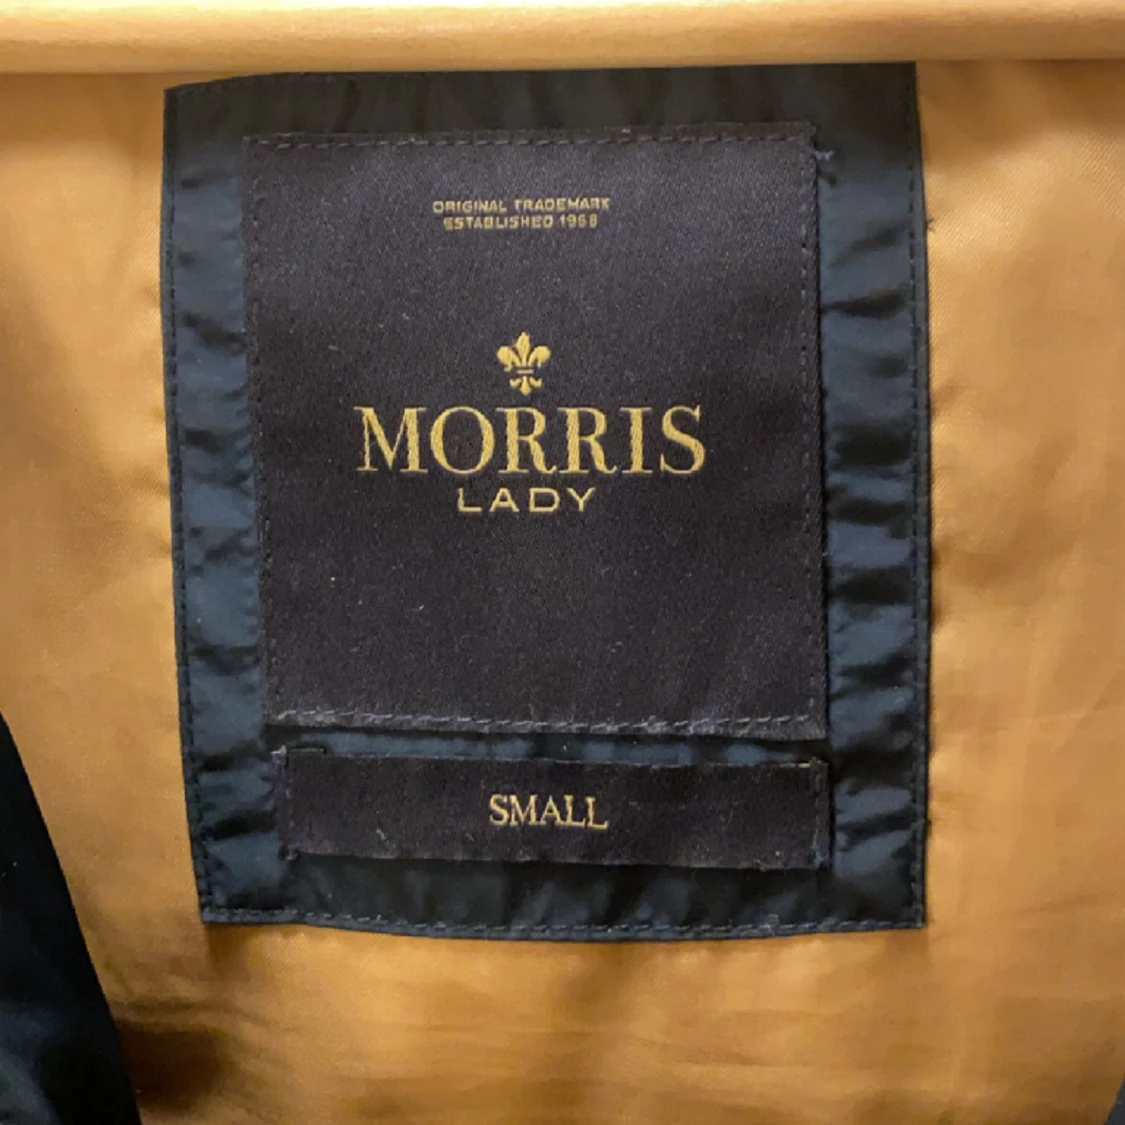 ORIGINAL TRADEMARK
ESTABLISHED 1968
MORRIS
LADY
SMALL